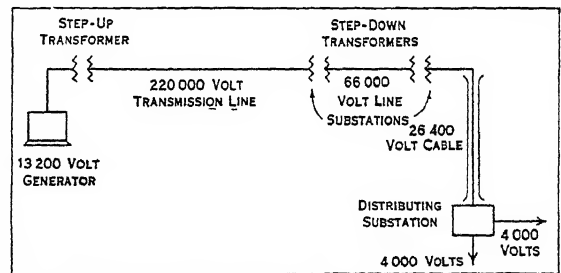 STEP-UP
TRANSFORMER
STEP-DOWN
TRANSFORMERS
220 000 VOLT
TRANSMISSION LINE
66 000
VOLT LINE
SUBSTATIONS
26 400
VOLT CABLE
13 200 VOLT
GENERATOR
DISTRIBUTING
SUBSTATION
4 000
VOLTS
4 000 VOLTS